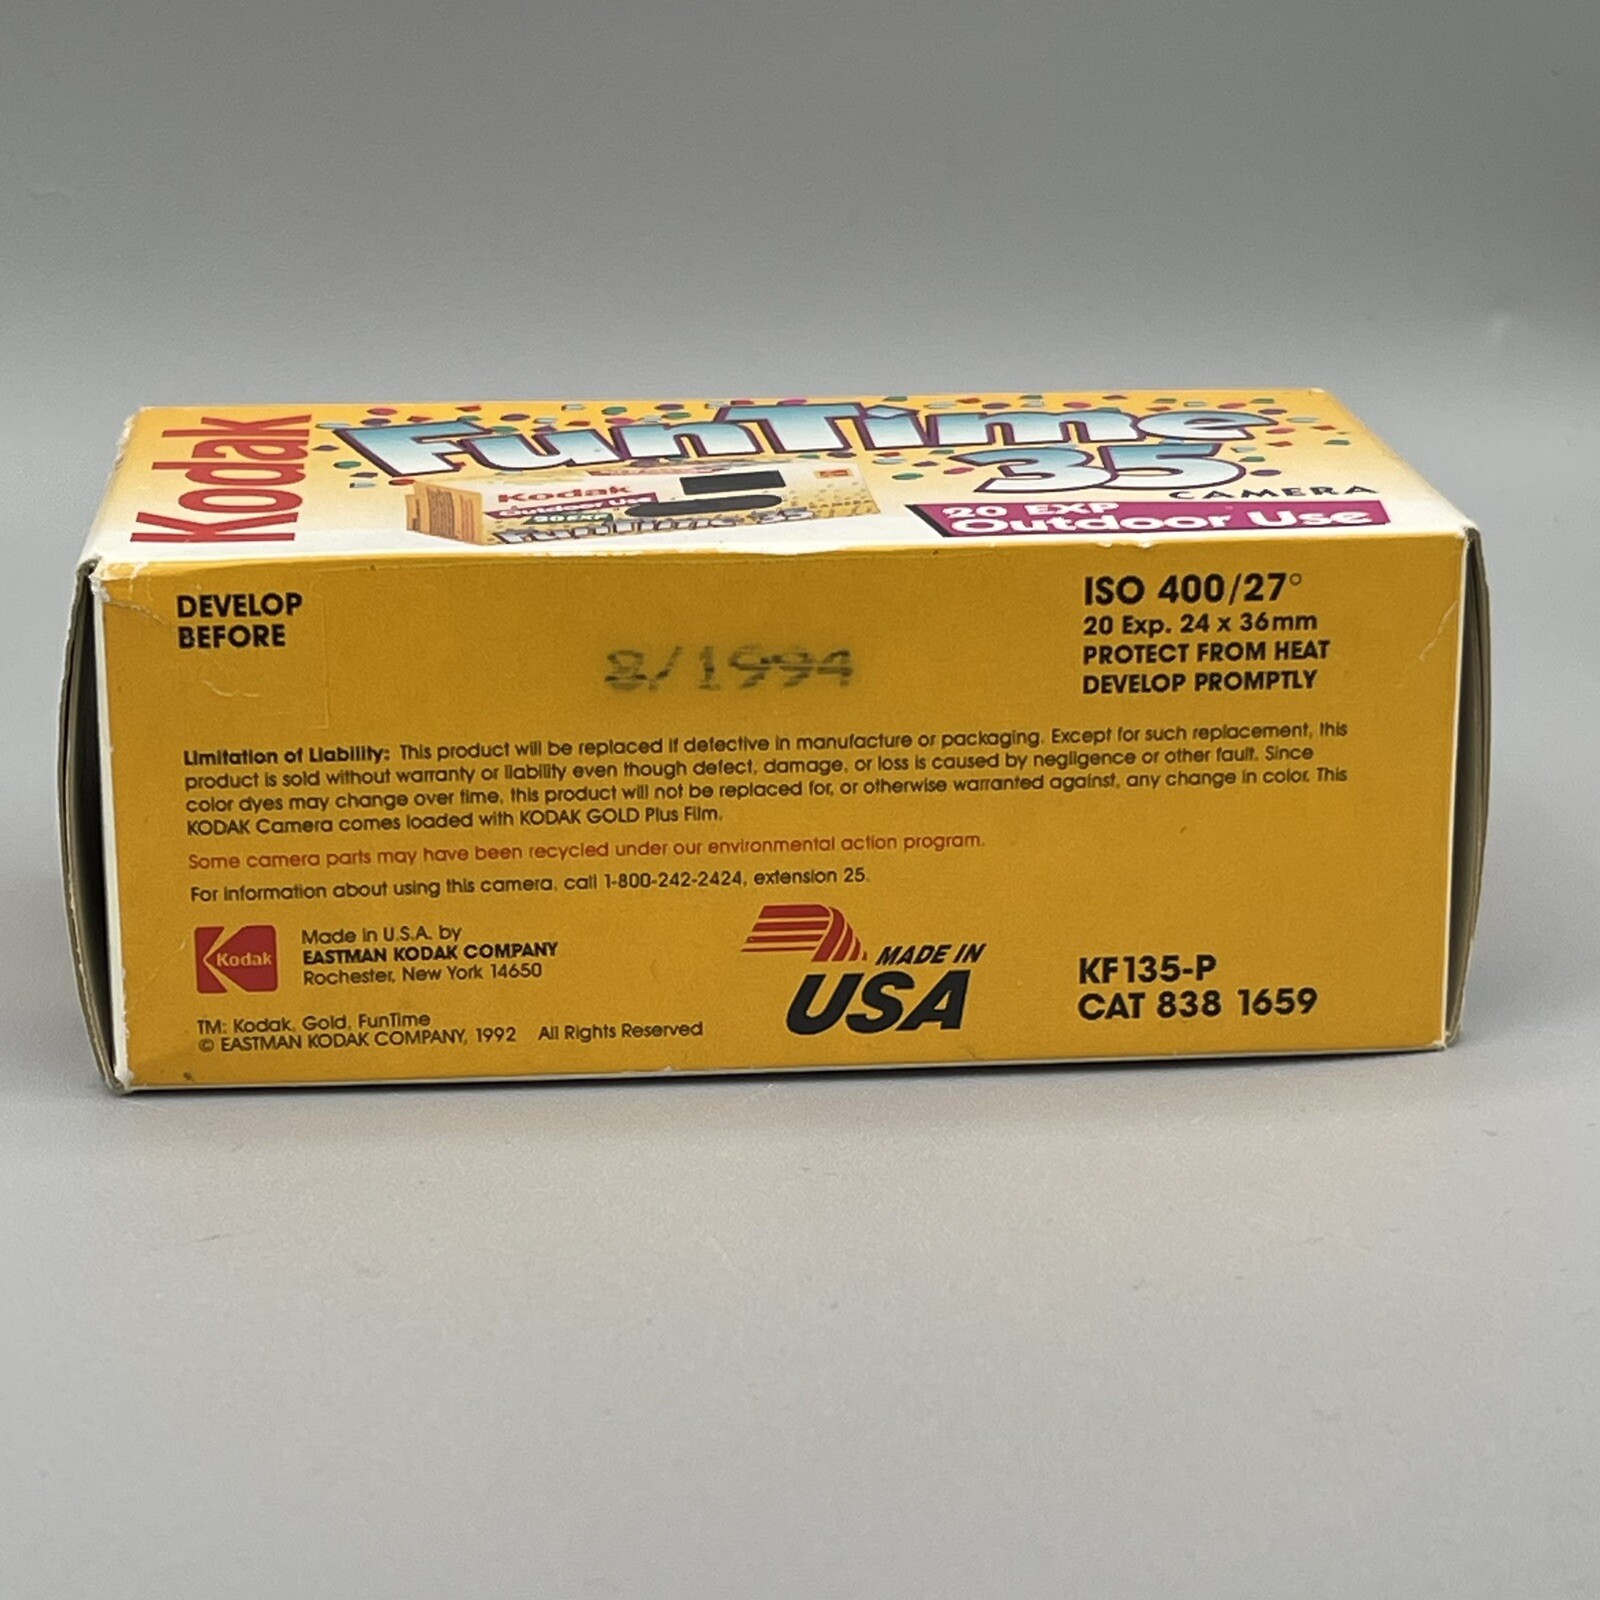 Kodak
FunTime
35
CAMERA
20 EXP
Outdoor Use
Kodak
Outdoor Use
20 EXP
FunTime 35
DEVELOP
BEFORE
8/1994
ISO 400/27°
20 Exp. 24 x 36mm
PROTECT FROM HEAT
DEVELOP PROMPTLY
Limitation of Liability: This product will be replaced if defective in manufacture or packaging. Except for such replacement, this
product is sold without warranty or liability even though defect, damage, or loss is caused by negligence or other fault. Since
color dyes may change over time, this product will not be replaced for, or otherwise warranted against, any change in color. This
KODAK Camera comes loaded with KODAK GOLD Plus Film.
Some camera parts may have been recycled under our environmental action program.
For information about using this camera, call 1-800-242-2424, extension 25.
Kodak
Made in U.S.A. by
EASTMAN KODAK COMPANY
Rochester, New York 14650
TM: Kodak, Gold, FunTime
© EASTMAN KODAK COMPANY, 1992 All Rights Reserved
MADE IN
USA
KF135-P
CAT 838 1659